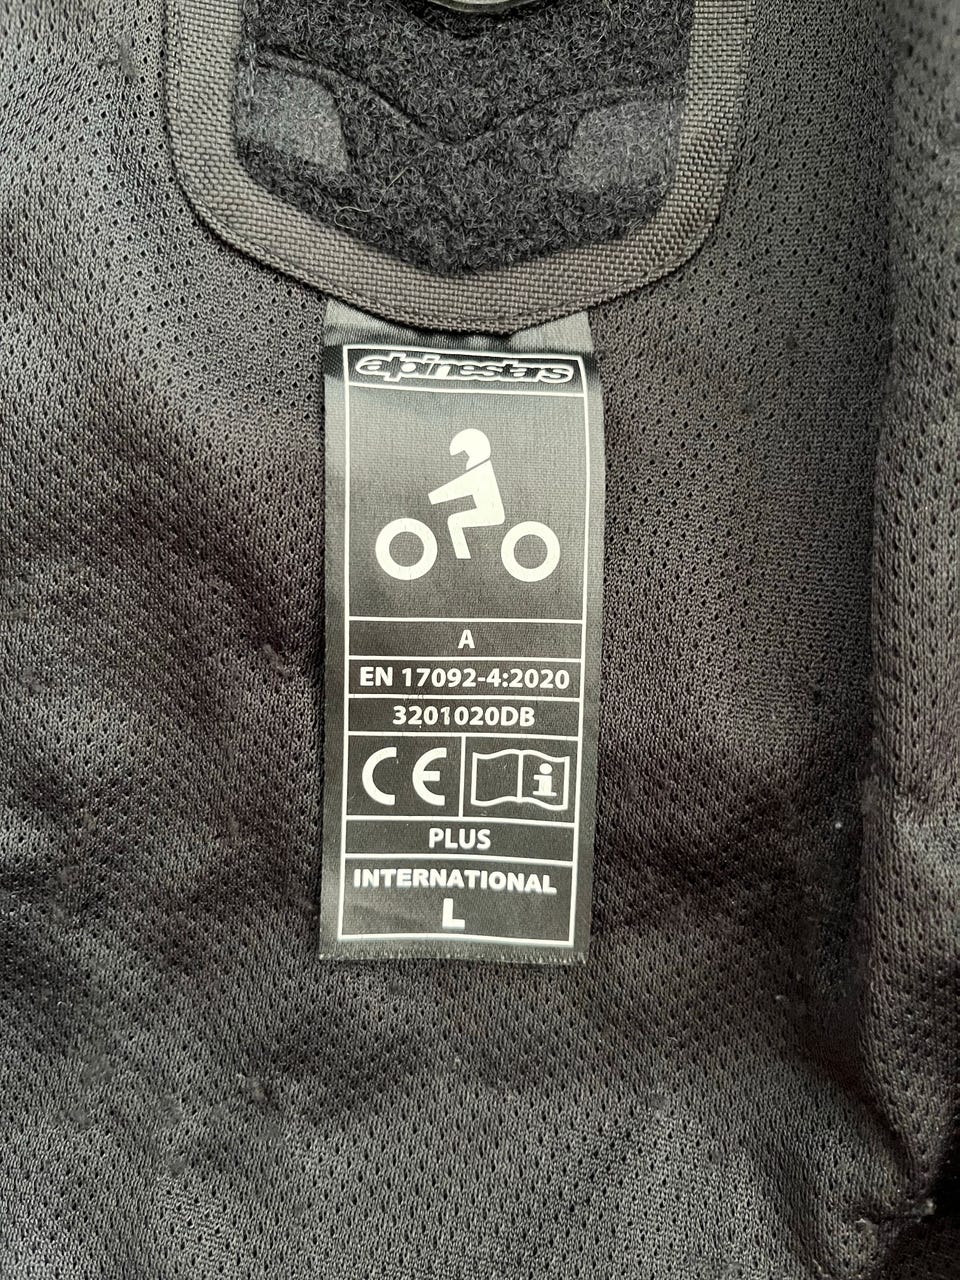 alpinestars
A
EN 17092-4:2020
3201020DB
CE i
PLUS
INTERNATIONAL
L